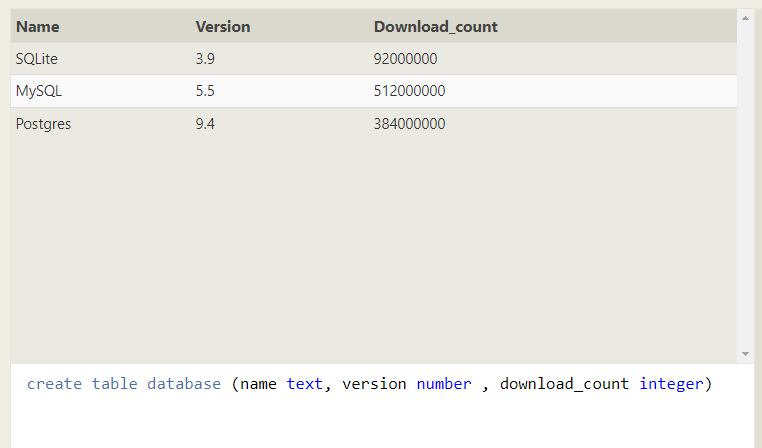 Name Version Download_count
SQLite 3.9 92000000
MySQL 5.5 512000000
Postgres 9.4 384000000
create table database (name text, version number , download_count integer)